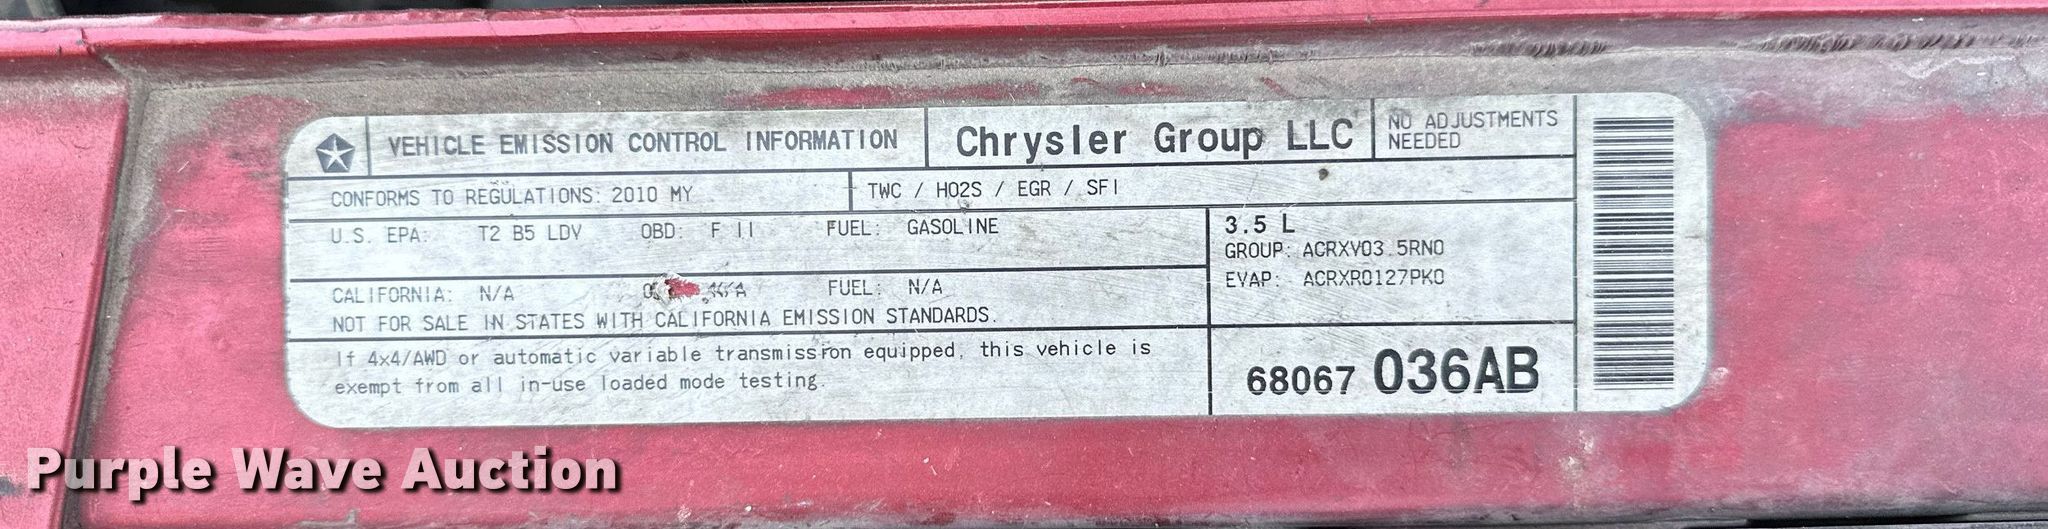 VEHICLE EMISSION CONTROL INFORMATION
Chrysler Group LLC
NO ADJUSTMENTS
NEEDED
CONFORMS TO REGULATIONS: 2010 MY
TWC / HO2S / EGR / SFI
U.S. EPA: T2 B5 LDV OBD: F II FUEL: GASOLINE
3.5 L
GROUP: ACRXV03.5RN0
EVAP: ACRXR0127PK0
CALIFORNIA: N/A N/A FUEL: N/A
NOT FOR SALE IN STATES WITH CALIFORNIA EMISSION STANDARDS.
If 4x4/AWD or automatic variable transmission equipped, this vehicle is
exempt from all in-use loaded mode testing.
68067 036AB
Purple Wave Auction